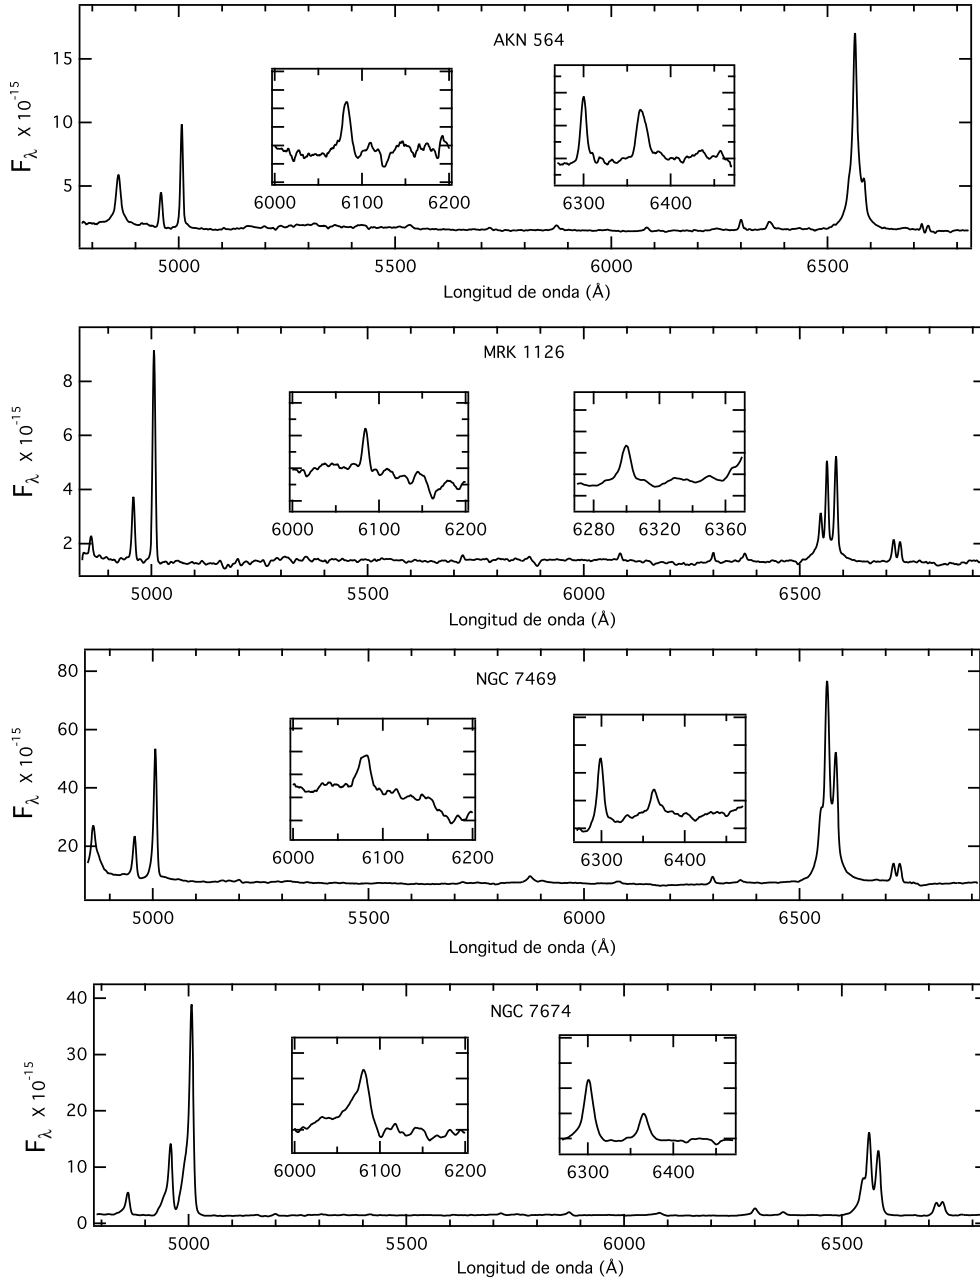 AKN 564
15
10
5
F_λ X 10^-15
6000 6100 6200
6300 6400
5000 5500 6000 6500
Longitud de onda (Å)
MRK 1126
8
6
4
2
F_λ X 10^-15
6000 6100 6200
6280 6320 6360
5000 5500 6000 6500
Longitud de onda (Å)
NGC 7469
80
60
40
20
F_λ X 10^-15
6000 6100 6200
6300 6400
5000 5500 6000 6500
Longitud de onda (Å)
NGC 7674
40
30
20
10
0
F_λ X 10^-15
6000 6100 6200
6300 6400
5000 5500 6000 6500
Longitud de onda (Å)